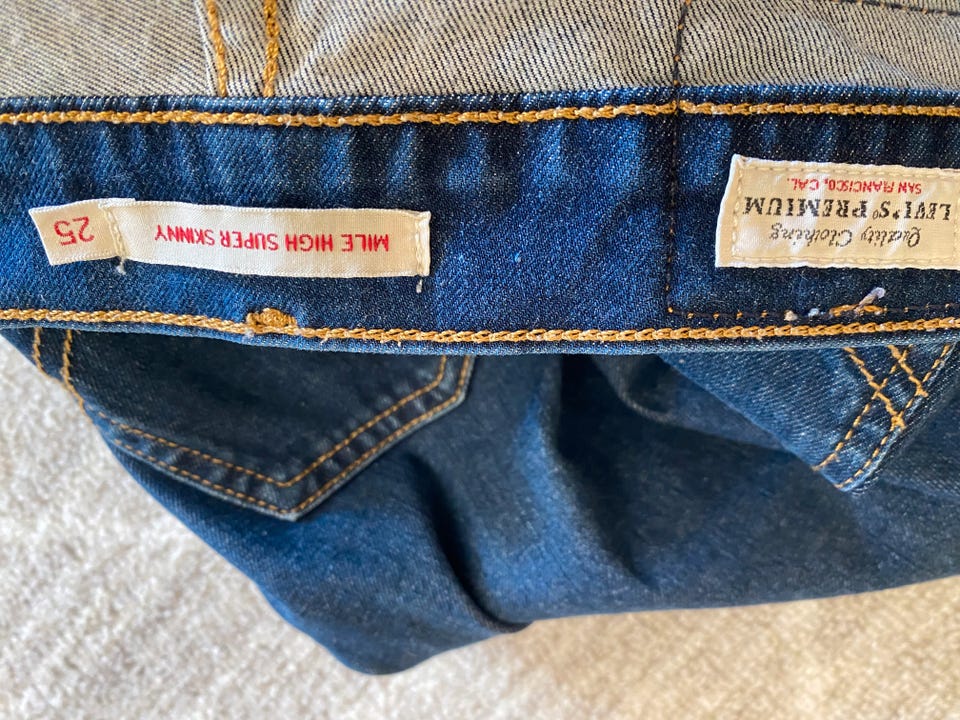 Quality Clothing
LEVI'S® PREMIUM
SAN FRANCISCO, CAL.
MILE HIGH SUPER SKINNY
25